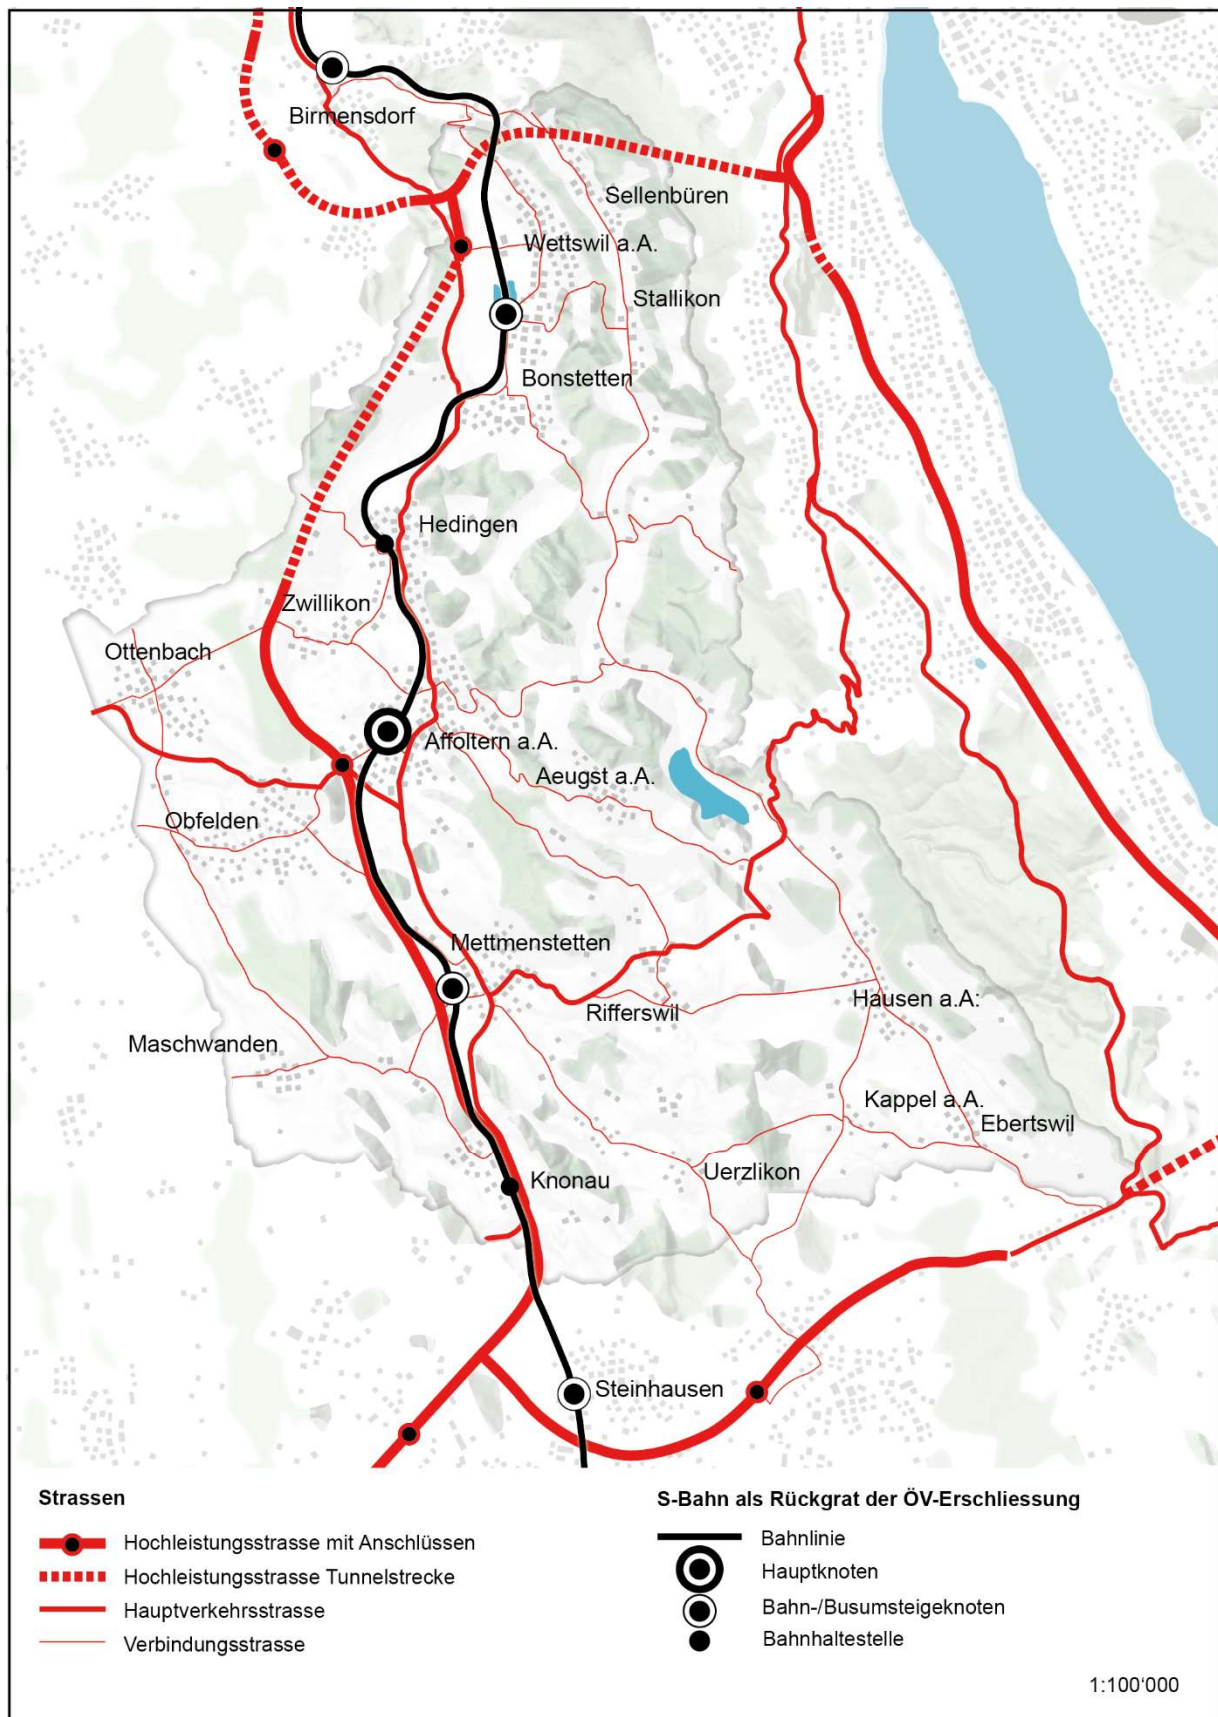 Birmensdorf
Sellenbüren
Wettswil a.A.
Stallikon
Bonstetten
Hedingen
Zwillikon
Ottenbach
Affoltern a.A.
Aeugst a.A.
Obfelden
Mettmenstetten
Hausen a.A:
Rifferswil
Maschwanden
Kappel a.A.
Ebertswil
Uerzlikon
Knonau
Steinhausen
Strassen
Hochleistungsstrasse mit Anschlüssen
Hochleistungsstrasse Tunnelstrecke
Hauptverkehrsstrasse
Verbindungsstrasse
S-Bahn als Rückgrat der ÖV-Erschliessung
Bahnlinie
Hauptknoten
Bahn-/Busumsteigeknoten
Bahnhaltestelle
1:100‘000